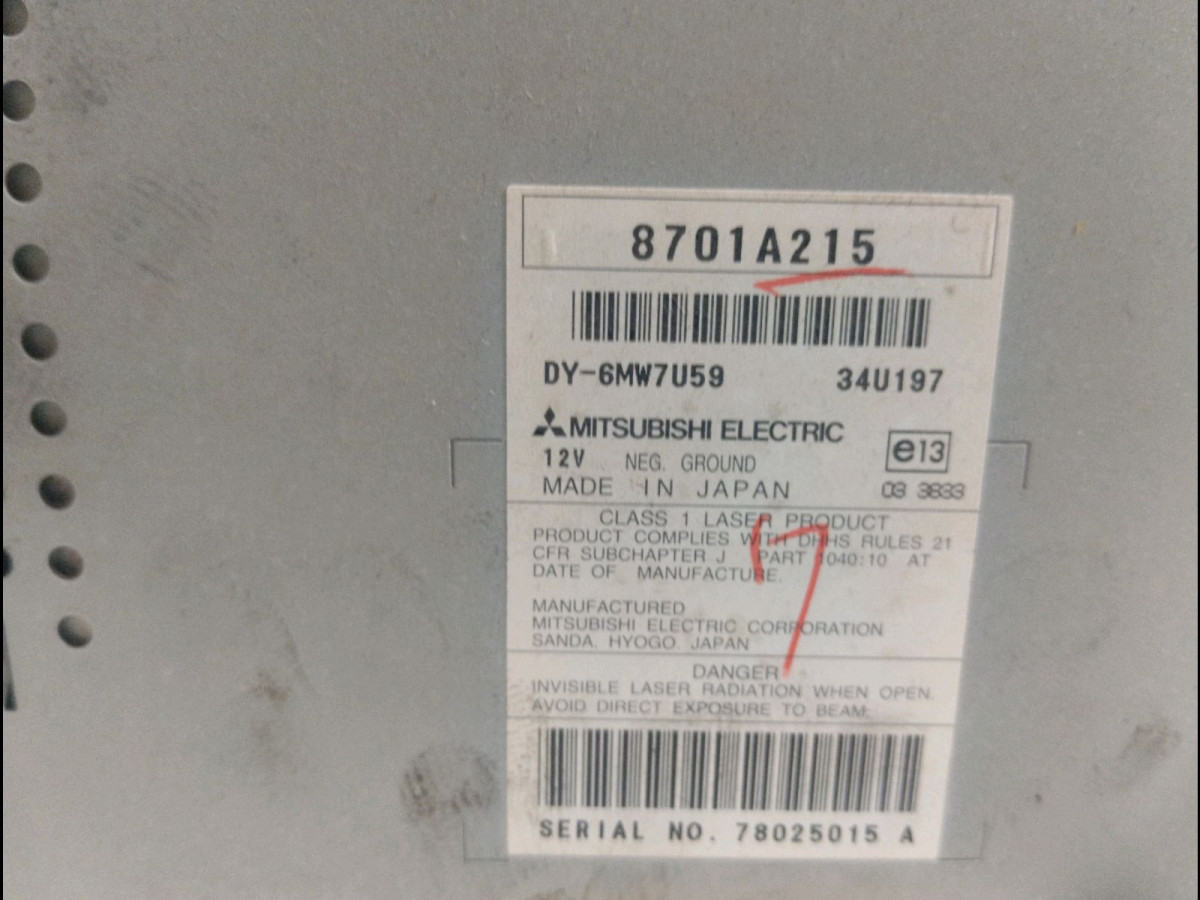 8701A215
DY-6MW7U59 34U197
MITSUBISHI ELECTRIC
12V NEG. GROUND e13
MADE IN JAPAN 03 3833
CLASS 1 LASER PRODUCT
PRODUCT COMPLIES WITH DHHS RULES 21
CFR SUBCHAPTER J PART 1040:10 AT
DATE OF MANUFACTURE.
MANUFACTURED
MITSUBISHI ELECTRIC CORPORATION
SANDA. HYOGO. JAPAN
7
DANGER
INVISIBLE LASER RADIATION WHEN OPEN.
AVOID DIRECT EXPOSURE TO BEAM.
SERIAL NO. 78025015 A